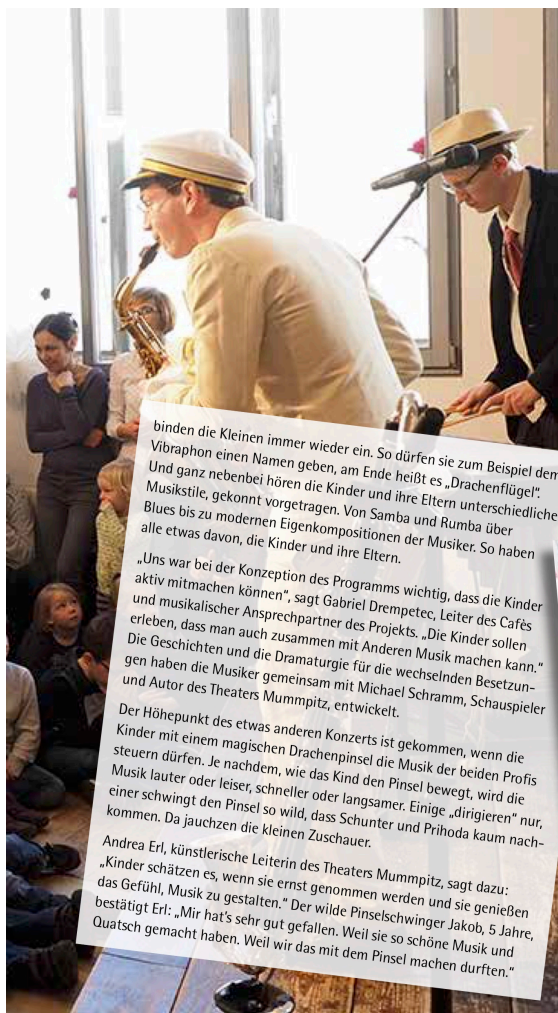 binden die Kleinen immer wieder ein. So dürfen sie zum Beispiel dem
Vibraphon einen Namen geben, am Ende heißt es „Drachenflügel“.
Und ganz nebenbei hören die Kinder und ihre Eltern unterschiedliche
Musikstile, gekonnt vorgetragen. Von Samba und Rumba über
Blues bis zu modernen Eigenkompositionen der Musiker. So haben
alle etwas davon, die Kinder und ihre Eltern.
„Uns war bei der Konzeption des Programms wichtig, dass die Kinder
aktiv mitmachen können“, sagt Gabriel Drempetec, Leiter des Cafès
und musikalischer Ansprechpartner des Projekts. „Die Kinder sollen
erleben, dass man auch zusammen mit Anderen Musik machen kann.“
Die Geschichten und die Dramaturgie für die wechselnden Besetzun-
gen haben die Musiker gemeinsam mit Michael Schramm, Schauspieler
und Autor des Theaters Mummpitz, entwickelt.
Der Höhepunkt des etwas anderen Konzerts ist gekommen, wenn die
Kinder mit einem magischen Drachenpinsel die Musik der beiden Profis
steuern dürfen. Je nachdem, wie das Kind den Pinsel bewegt, wird die
Musik lauter oder leiser, schneller oder langsamer. Einige „dirigieren“ nur,
einer schwingt den Pinsel so wild, dass Schunter und Prihoda kaum nach-
kommen. Da jauchzen die kleinen Zuschauer.
Andrea Erl, künstlerische Leiterin des Theaters Mummpitz, sagt dazu:
„Kinder schätzen es, wenn sie ernst genommen werden und sie genießen
das Gefühl, Musik zu gestalten.“ Der wilde Pinselschwinger Jakob, 5 Jahre,
bestätigt Erl: „Mir hat’s sehr gut gefallen. Weil sie so schöne Musik und
Quatsch gemacht haben. Weil wir das mit dem Pinsel machen durften.“